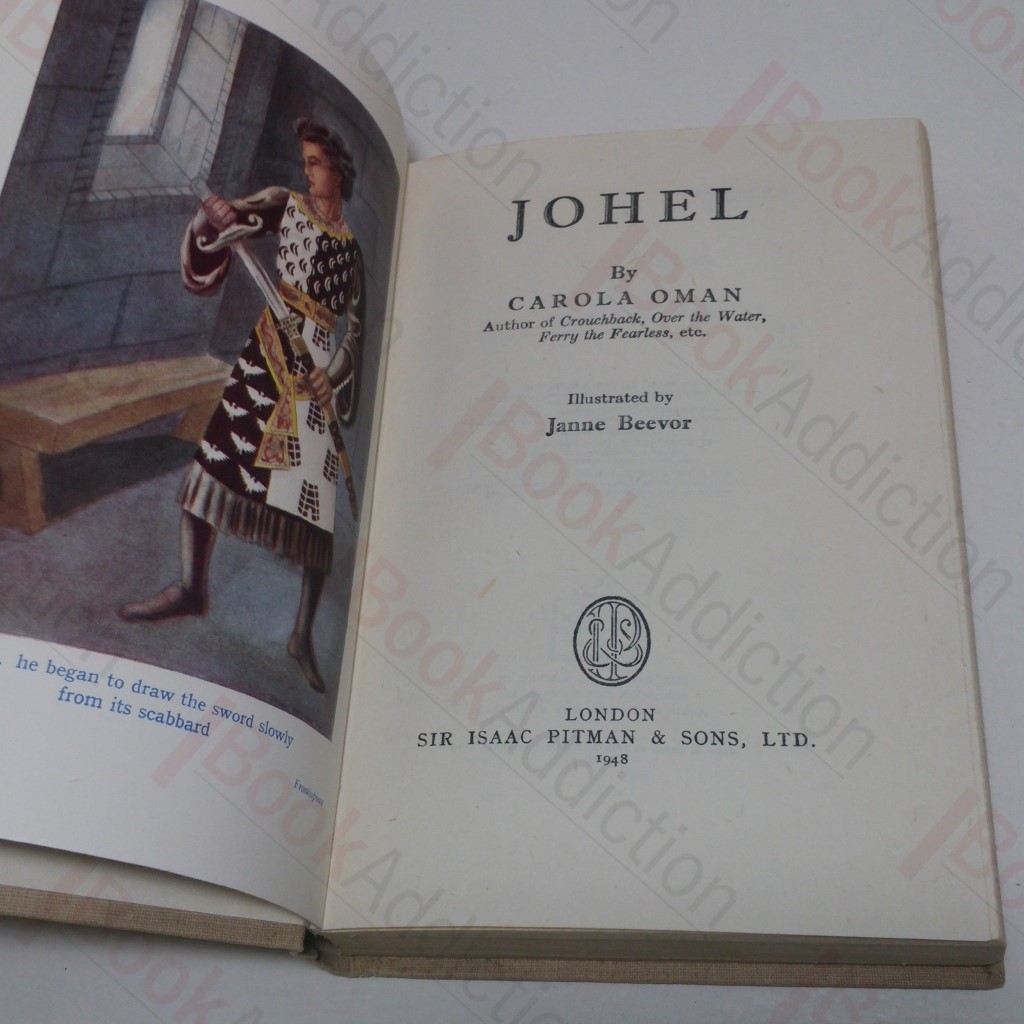 he began to draw the sword slowly
from its scabbard
Frontispiece
JOHEL
By
CAROLA OMAN
Author of Crouchback, Over the Water,
Ferry the Fearless, etc.
Illustrated by
Janne Beevor
LONDON
SIR ISAAC PITMAN & SONS, LTD.
1948
BookAddiction